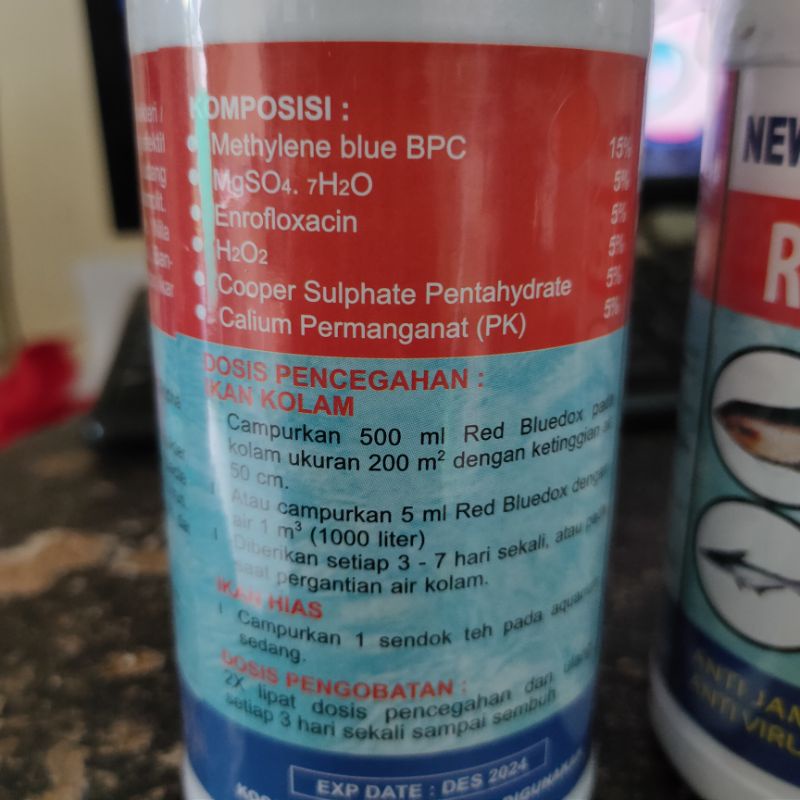 KOMPOSISI :
Methylene blue BPC 15%
MgSO4. 7H2O 5%
Enrofloxacin 5%
H2O2 5%
Cooper Sulphate Pentahydrate 5%
Calium Permanganat (PK) 5%
DOSIS PENCEGAHAN :
IKAN KOLAM
Campurkan 500 ml Red Bluedox pada
kolam ukuran 200 m² dengan ketinggian
50 cm.
Atau campurkan 5 ml Red Bluedox dengan
air 1 m³ (1000 liter)
Diberikan setiap 3 - 7 hari sekali, atau pada
saat pergantian air kolam.
IKAN HIAS
Campurkan 1 sendok teh pada aquarium
sedang.
DOSIS PENGOBATAN :
2X lipat dosis pencegahan dan ulangi
setiap 3 hari sekali sampai sembuh
EXP DATE : DES 2024
NEW
R
ANTI JAM
ANTI VIRU